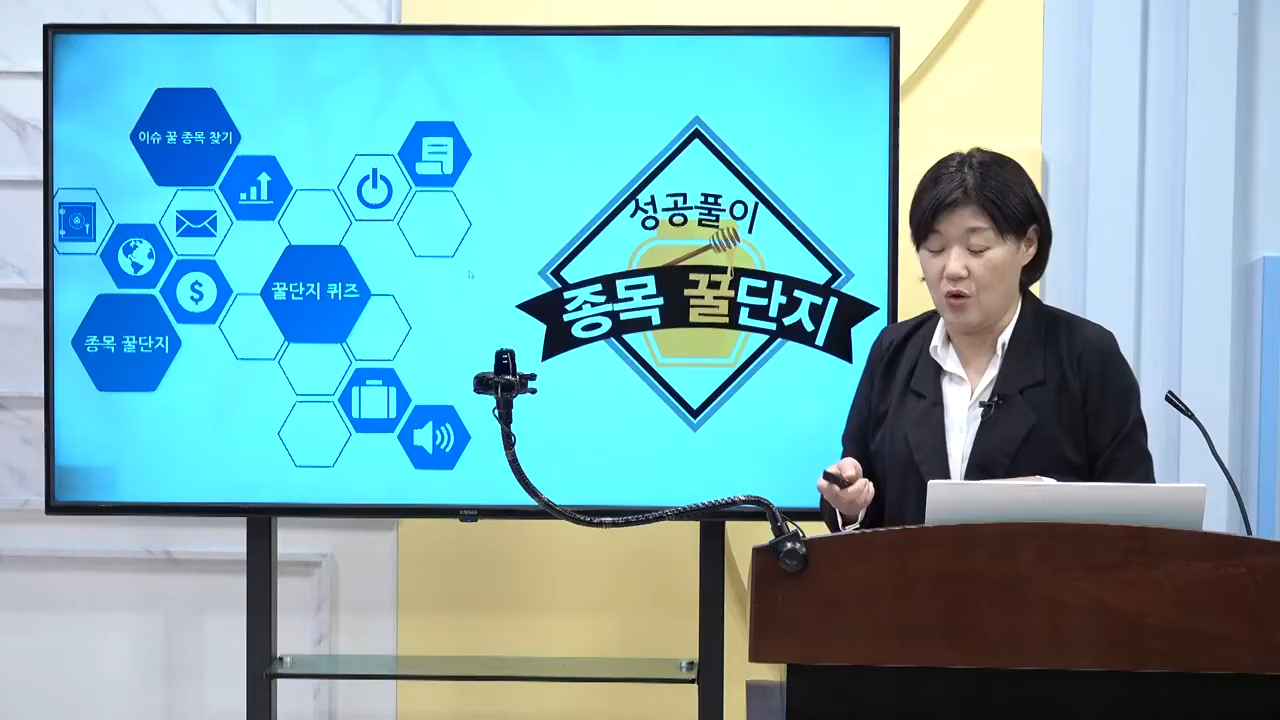 이슈 꿀 종목 찾기
꿀단지 퀴즈
종목 꿀단지
성공풀이
종목 꿀단지